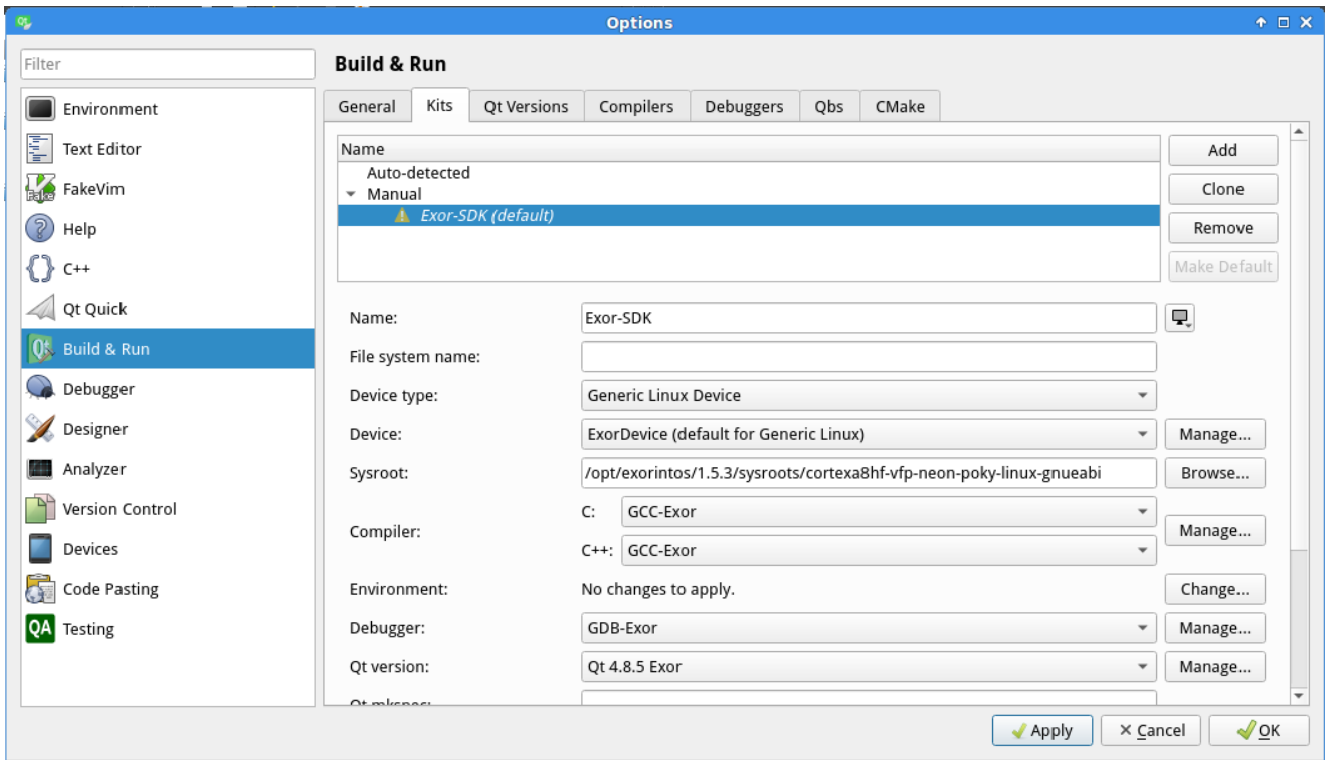 Options
Filter
Build & Run
Environment
Text Editor
FakeVim
Help
C++
Qt Quick
Build & Run
Debugger
Designer
Analyzer
Version Control
Devices
Code Pasting
QA Testing
General Kits Qt Versions Compilers Debuggers Qbs CMake
Name
Auto-detected
Manual
Exor-SDK (default)
Add
Clone
Remove
Make Default
Name: Exor-SDK
File system name:
Device type: Generic Linux Device
Device: ExorDevice (default for Generic Linux) Manage...
Sysroot: /opt/exorintos/1.5.3/sysroots/cortexa8hf-vfp-neon-poky-linux-gnueabi Browse...
Compiler: C: GCC-Exor
C++: GCC-Exor Manage...
Environment: No changes to apply. Change...
Debugger: GDB-Exor Manage...
Qt version: Qt 4.8.5 Exor Manage...
Qt mkspec:
Apply Cancel OK